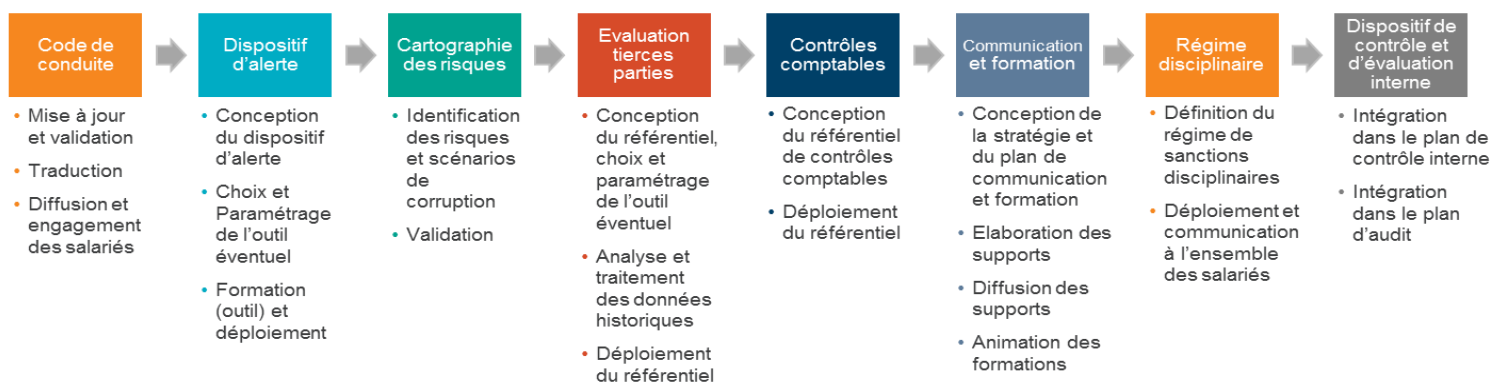 Code de
conduite
• Mise à jour
et validation
• Traduction
• Diffusion et
engagement
des salariés
Dispositif
d'alerte
• Conception
du dispositif
d'alerte
• Choix et
Paramétrage
de l'outil
éventuel
• Formation
(outil) et
déploiement
Cartographie
des risques
• Identification
des risques
et scénarios
de
corruption
• Validation
Evaluation
tierces
parties
• Conception
du référentiel,
choix et
paramétrage
de l'outil
éventuel
• Analyse et
traitement
des données
historiques
• Déploiement
du référentiel
Contrôles
comptables
• Conception
du référentiel
de contrôles
comptables
• Déploiement
du référentiel
Communication
et formation
• Conception de
la stratégie et
du plan de
communication
et formation
• Elaboration des
supports
• Diffusion des
supports
• Animation des
formations
Régime
disciplinaire
• Définition du
régime de
sanctions
disciplinaires
• Déploiement et
communication
à l'ensemble
des salariés
Dispositif de
contrôle et
d'évaluation
interne
• Intégration
dans le plan de
contrôle interne
• Intégration
dans le plan
d'audit